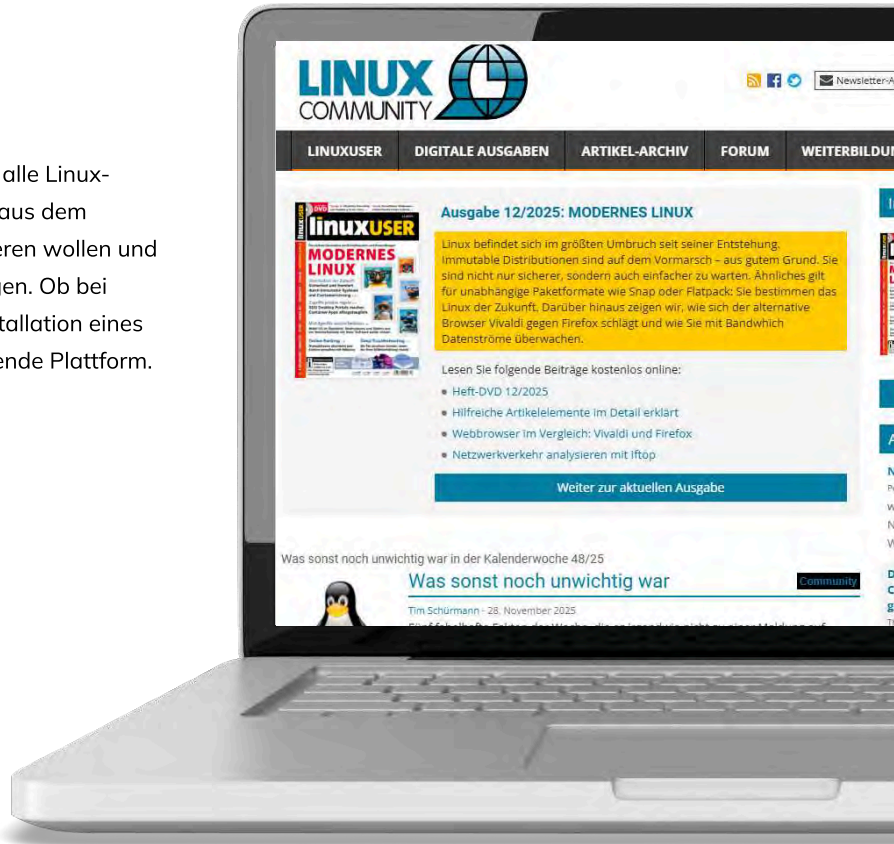 alle Linux-
aus dem
eren wollen und
gen. Ob bei
tallation eines
ende Plattform.
LINUX
COMMUNITY
Newsletter-A
LINUXUSER DIGITALE AUSGABEN ARTIKEL-ARCHIV FORUM WEITERBILDUN
DVD
linuxUSER
MODERNES
LINUX
Ausgabe 12/2025: MODERNES LINUX
Linux befindet sich im größten Umbruch seit seiner Entstehung.
Immutable Distributionen sind auf dem Vormarsch – aus gutem Grund. Sie
sind nicht nur sicherer, sondern auch einfacher zu warten. Ähnliches gilt
für unabhängige Paketformate wie Snap oder Flatpack: Sie bestimmen das
Linux der Zukunft. Darüber hinaus zeigen wir, wie sich der alternative
Browser Vivaldi gegen Firefox schlägt und wie Sie mit Bandwhich
Datenströme überwachen.
Lesen Sie folgende Beiträge kostenlos online:
Heft-DVD 12/2025
Hilfreiche Artikelelemente im Detail erklärt
Webbrowser im Vergleich: Vivaldi und Firefox
Netzwerkverkehr analysieren mit Iftop
Weiter zur aktuellen Ausgabe
Was sonst noch unwichtig war in der Kalenderwoche 48/25
Was sonst noch unwichtig war
Community
Tim Schürmann - 28. November 2025